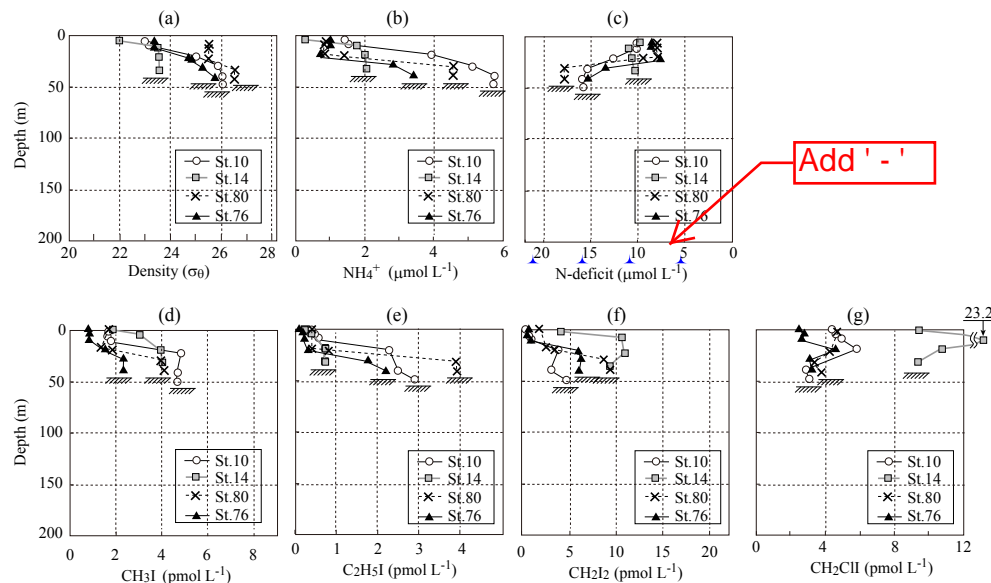 (a)
0
50
100
150
200
Depth (m)
20
22
24
26
28
Density (σθ)
St.10
St.14
St.80
St.76
(b)
0
2
4
6
NH₄⁺ (μmol L⁻¹)
St.10
St.14
St.80
St.76
(c)
20
15
10
5
0
N-deficit (μmol L⁻¹)
St.10
St.14
St.80
St.76
Add ' - '
(d)
0
50
100
150
200
Depth (m)
0
2
4
6
8
CH3I (pmol L⁻¹)
St.10
St.14
St.80
St.76
(e)
0
1
2
3
4
C2H5I (pmol L⁻¹)
St.10
St.14
St.80
St.76
(f)
0
5
10
15
20
CH2I2 (pmol L⁻¹)
St.10
St.14
St.80
St.76
(g)
23.2
0
4
8
12
CH2ClI (pmol L⁻¹)
St.10
St.14
St.80
St.76